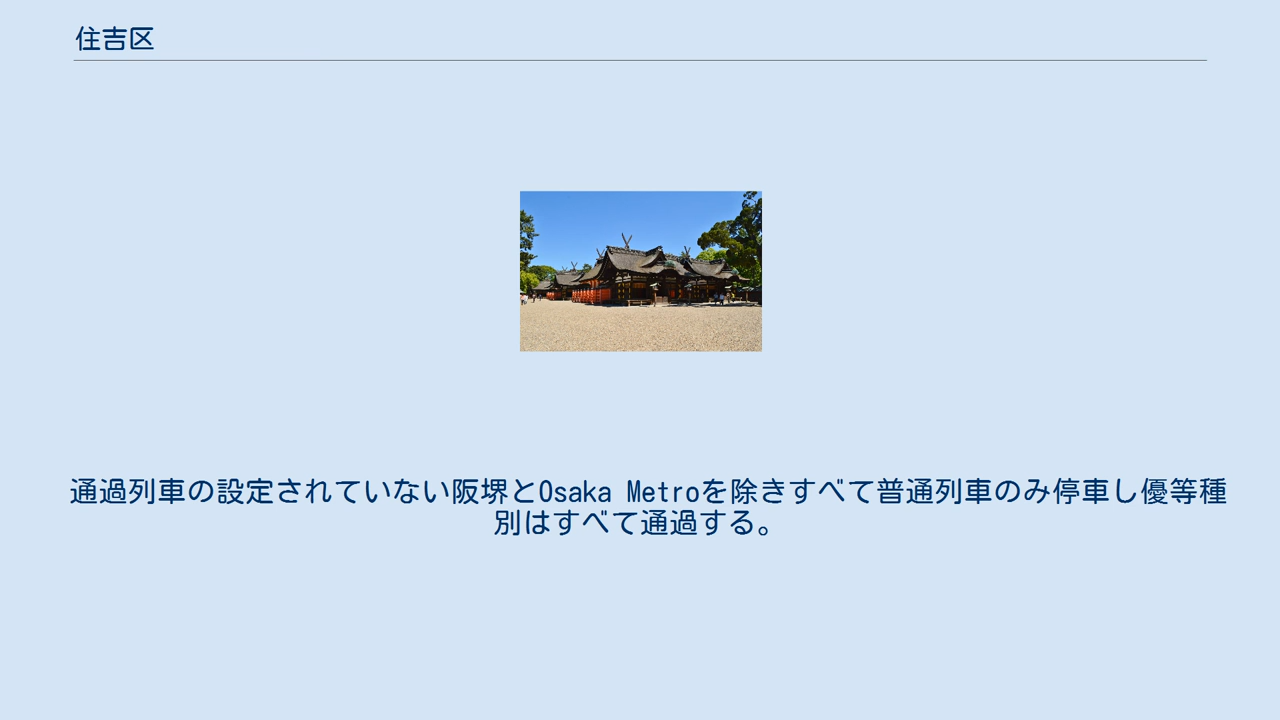 住吉区
通過列車の設定されていない阪堺とOsaka Metroを除きすべて普通列車のみ停車し優等種
別はすべて通過する。